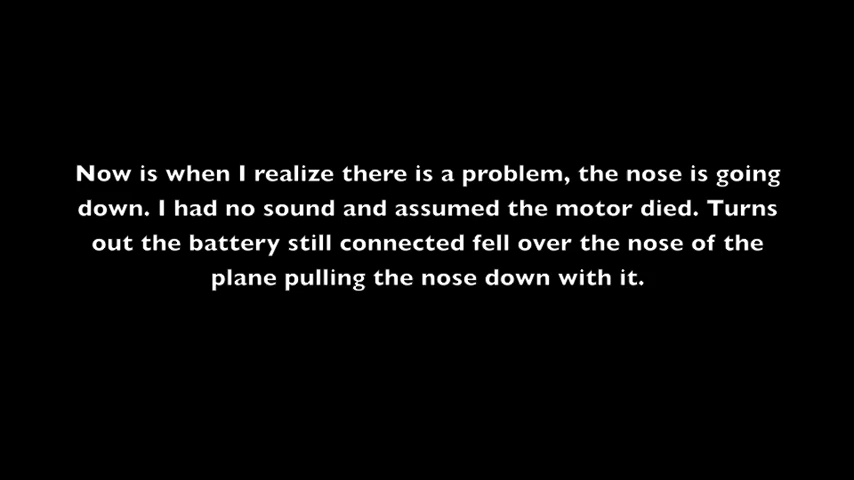 Now is when I realize there is a problem, the nose is going
down. I had no sound and assumed the motor died. Turns
out the battery still connected fell over the nose of the
plane pulling the nose down with it.